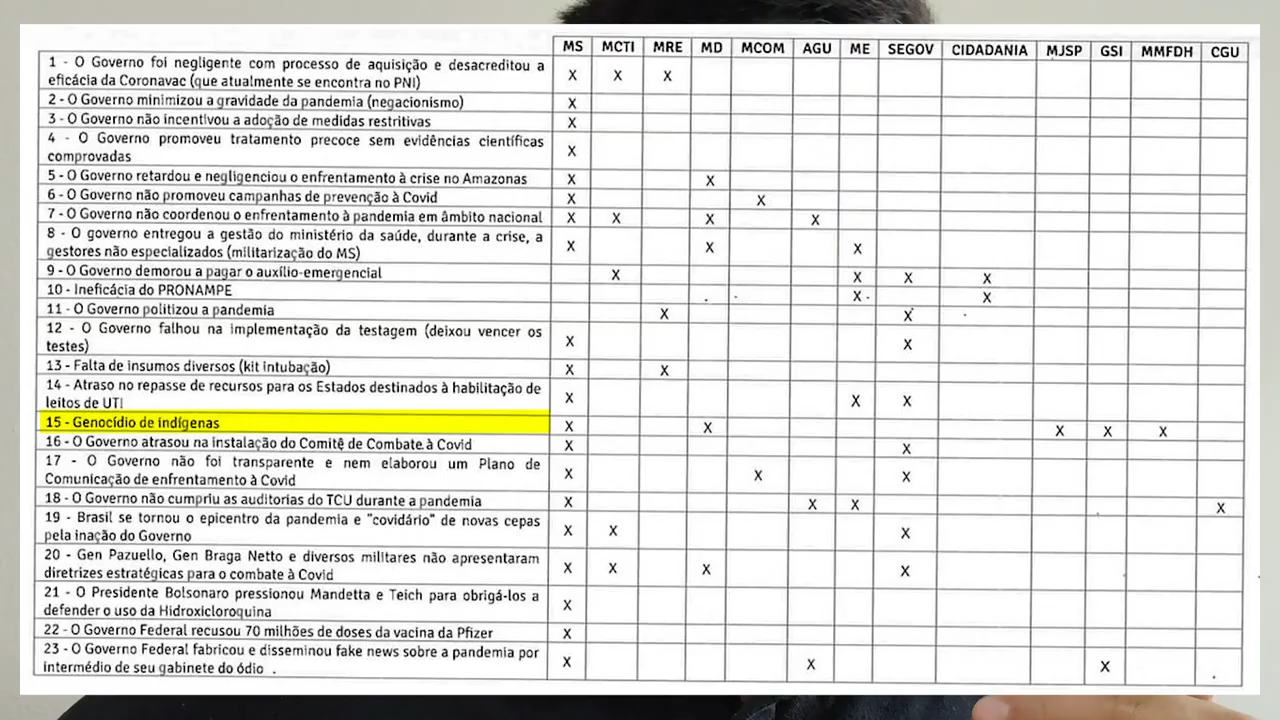 MS MCTI MRE MD MCOM AGU ME SEGOV CIDADANIA MJSP GSI MMFDH CGU
1 - O Governo foi negligente com processo de aquisição e desacreditou a
eficácia da Coronavac (que atualmente se encontra no PNI) X X X
2 - O Governo minimizou a gravidade da pandemia (negacionismo) X
3 - O Governo não incentivou a adoção de medidas restritivas X
4 - O Governo promoveu tratamento precoce sem evidências científicas
comprovadas X
5 - O Governo retardou e negligenciou o enfrentamento à crise no Amazonas X X
6 - O Governo não promoveu campanhas de prevenção à Covid X X
7 - O Governo não coordenou o enfrentamento à pandemia em âmbito nacional X X X X
8 - O governo entregou a gestão do ministério da saúde, durante a crise, a
gestores não especializados (militarização do MS) X X X
9 - O Governo demorou a pagar o auxílio-emergencial X X X X
10 - Ineficácia do PRONAMPE X X
11 - O Governo politizou a pandemia X X
12 - O Governo falhou na implementação da testagem (deixou vencer os
testes) X X
13 - Falta de insumos diversos (kit intubação) X X
14 - Atraso no repasse de recursos para os Estados destinados à habilitação de
leitos de UTI X X X
15 - Genocídio de indígenas X X X X X
16 - O Governo atrasou na instalação do Comitê de Combate à Covid X X
17 - O Governo não foi transparente e nem elaborou um Plano de
Comunicação de enfrentamento à Covid X X X
18 - O Governo não cumpriu as auditorias do TCU durante a pandemia X X X X
19 - Brasil se tornou o epicentro da pandemia e "covidário" de novas cepas
pela inação do Governo X X X
20 - Gen Pazuello, Gen Braga Netto e diversos militares não apresentaram
diretrizes estratégicas para o combate à Covid X X X X
21 - O Presidente Bolsonaro pressionou Mandetta e Teich para obrigá-los a
defender o uso da Hidroxicloroquina X
22 - O Governo Federal recusou 70 milhões de doses da vacina da Pfizer X
23 - O Governo Federal fabricou e disseminou fake news sobre a pandemia por
intermédio de seu gabinete do ódio . X X X